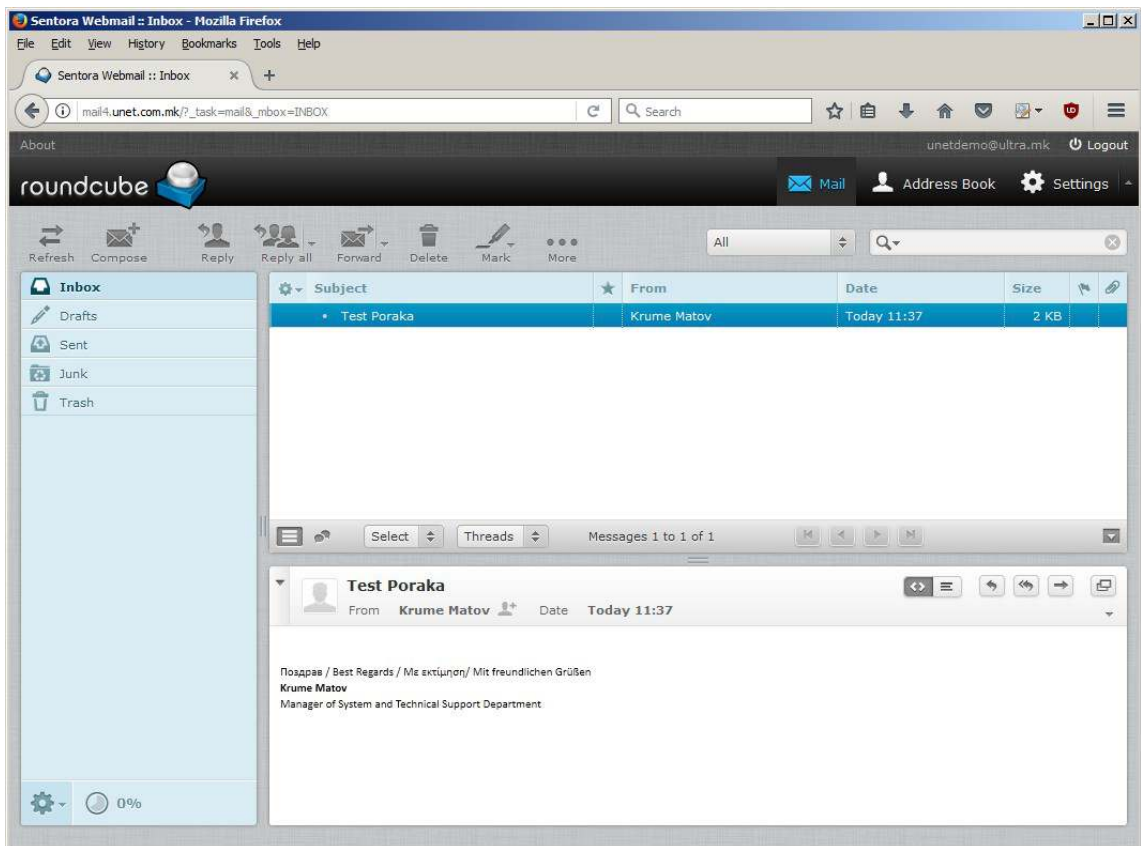 Sentora Webmail :: Inbox - Mozilla Firefox
File Edit View History Bookmarks Tools Help
Sentora Webmail :: Inbox
mail4.unet.com.mk/?_task=mail&_mbox=INBOX Search
About unetdemo@ultra.mk Logout
roundcube Mail Address Book Settings
Refresh Compose Reply Reply all Forward Delete Mark More All
Inbox
Drafts
Sent
Junk
Trash
Subject From Date Size
Test Poraka Krume Matov Today 11:37 2 KB
Select Threads Messages 1 to 1 of 1
Test Poraka
From Krume Matov Date Today 11:37
Поздрав / Best Regards / Με εκτίμηση/ Mit freundlichen Grüßen
Krume Matov
Manager of System and Technical Support Department
0%